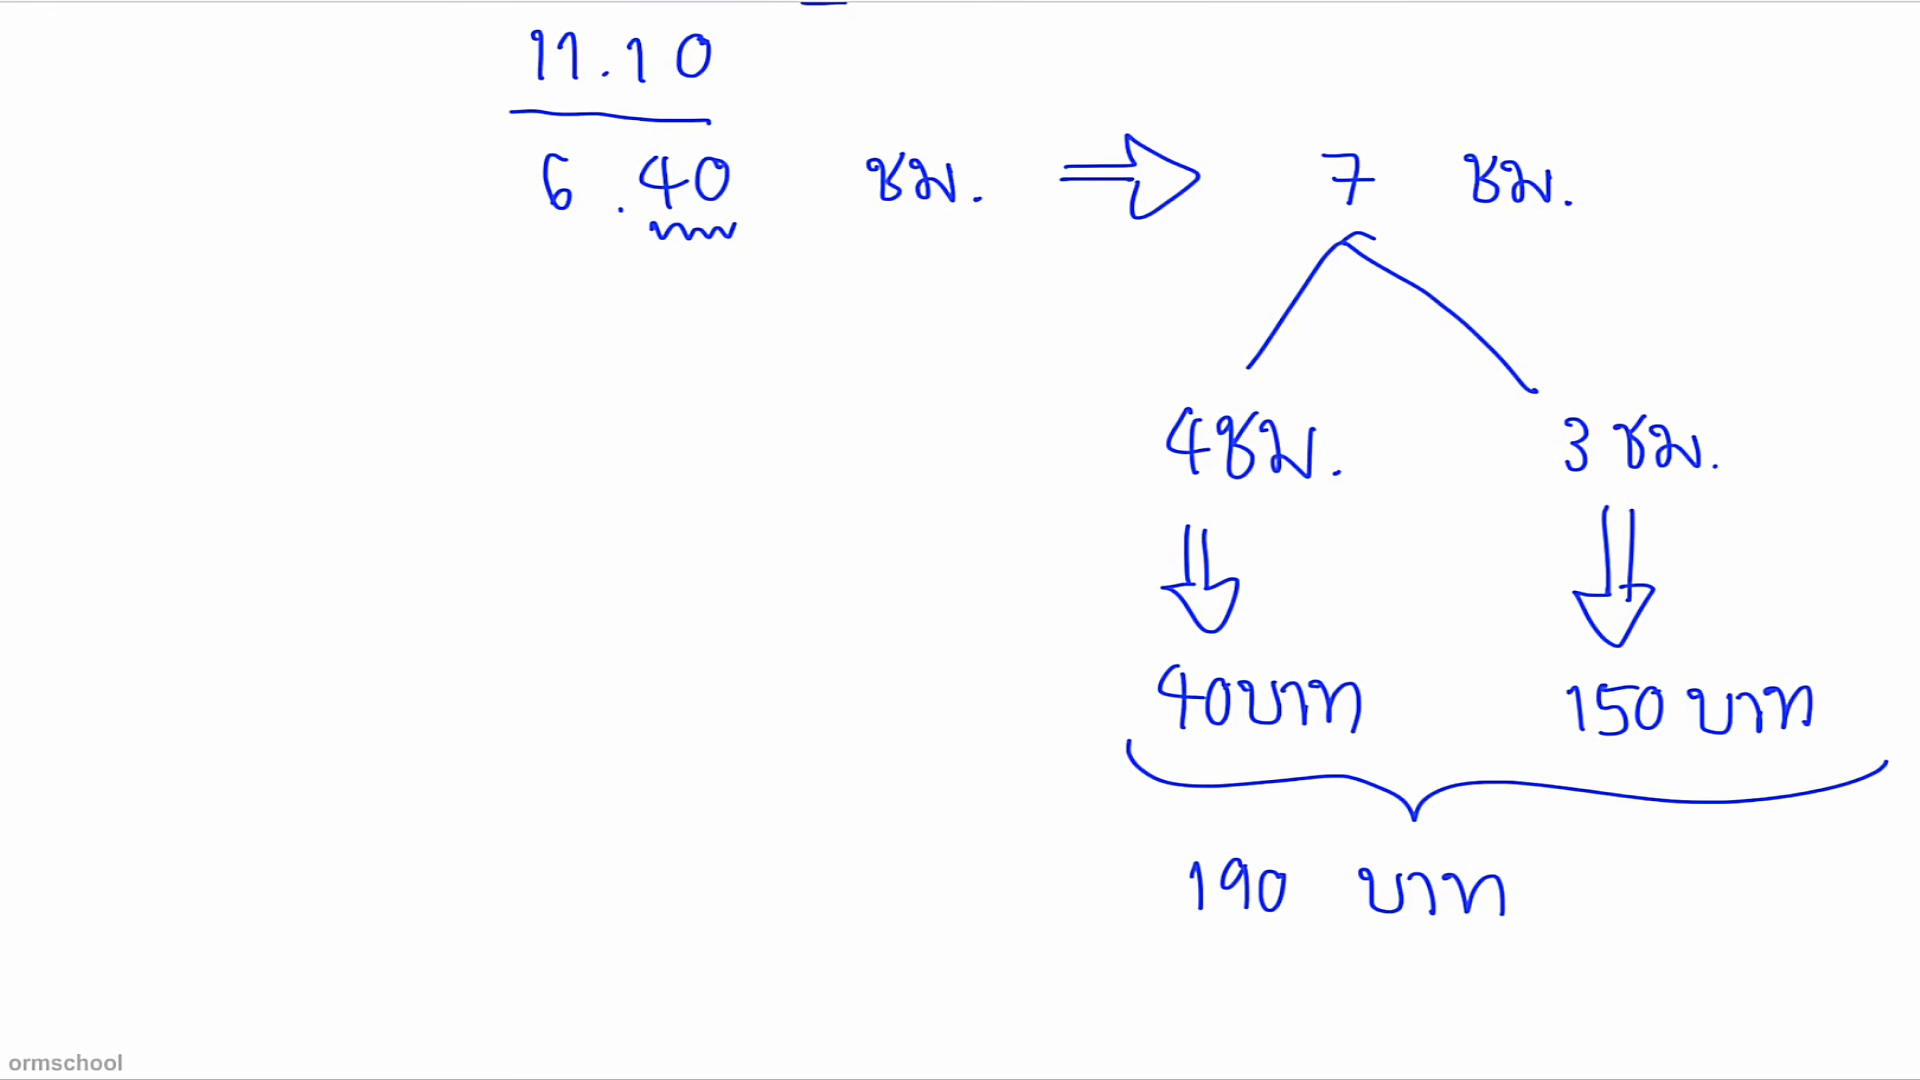 11.10
6.40 ชม. ⇒ 7 ชม.
4ชม. 3 ชม.
40บาท 150 บาท
190 บาท
ormschool